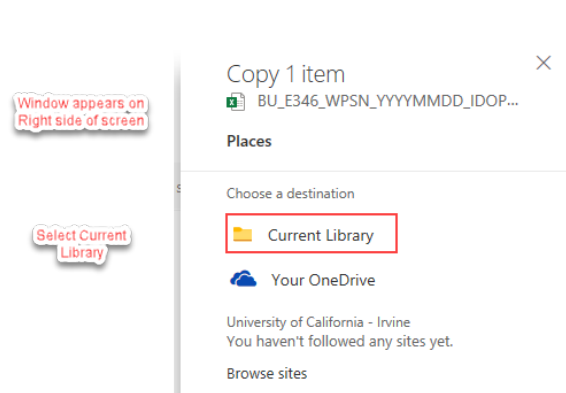 Copy 1 item
BU_E346_WPSN_YYYYMMDD_IDOP...
Window appears on
Right side of screen
Places
Choose a destination
Select Current
Library
Current Library
Your OneDrive
University of California - Irvine
You haven't followed any sites yet.
Browse sites